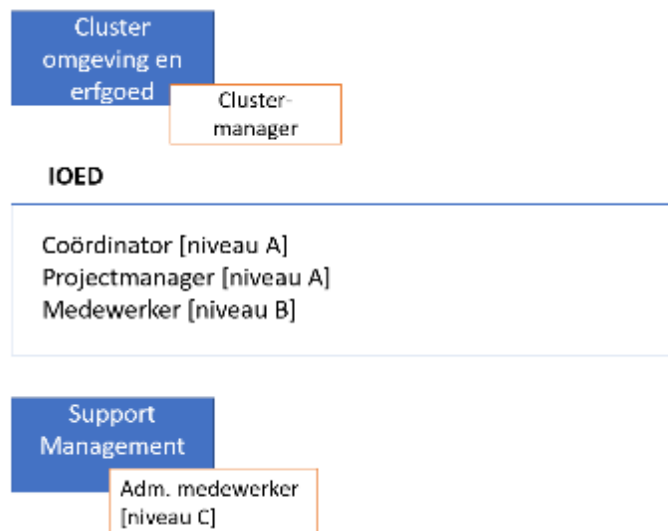 Cluster
omgeving en
erfgoed
Cluster-
manager
IOED
Coördinator [niveau A]
Projectmanager [niveau A]
Medewerker [niveau B]
Support
Management
Adm. medewerker
[niveau C]